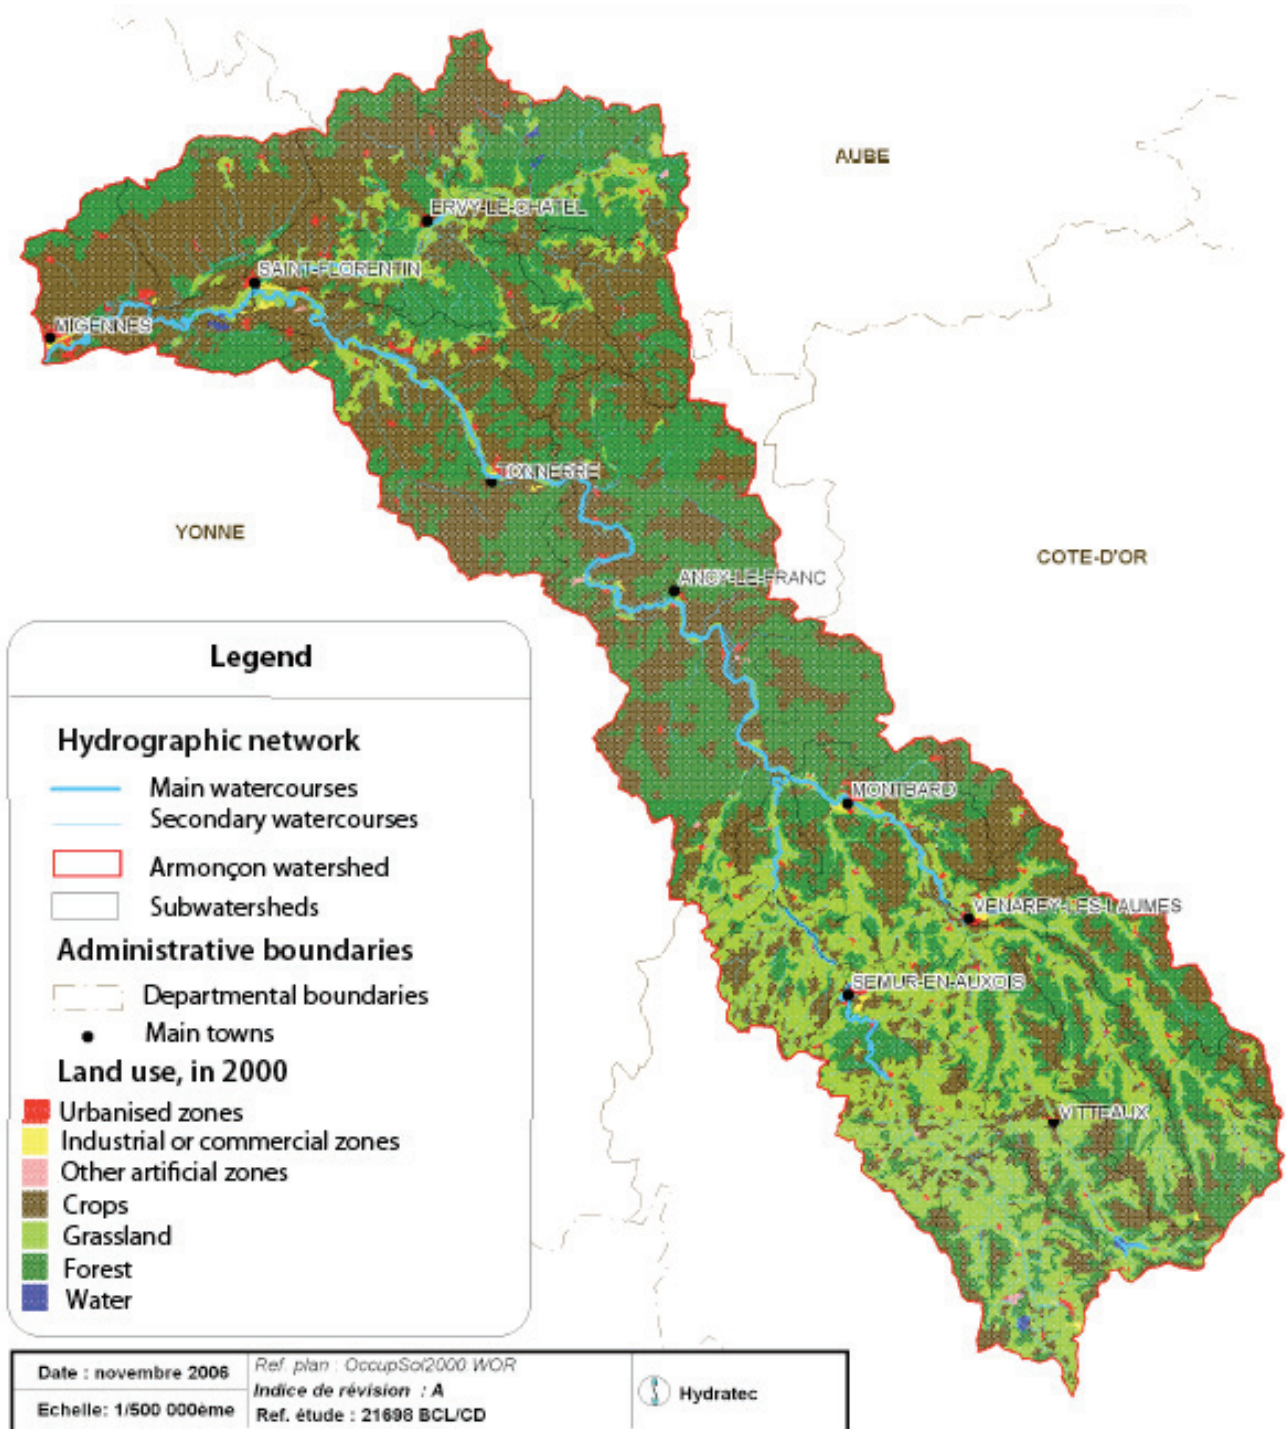 AUBE
ERVY-LE-CHATEL
SAINT-FLORENTIN
MIGENNES
TONNERRE
YONNE
COTE-D'OR
ANCY-LE-FRANC
MONTBARD
VENAREY-LES-LAUMES
SEMUR-EN-AUXOIS
VITTEAUX
Legend
Hydrographic network
Main watercourses
Secondary watercourses
Armonçon watershed
Subwatersheds
Administrative boundaries
Departmental boundaries
Main towns
Land use, in 2000
Urbanised zones
Industrial or commercial zones
Other artificial zones
Crops
Grassland
Forest
Water
Date : novembre 2006
Echelle: 1/500 000ème
Ref. plan : OccupSol2000 WOR
Indice de révision : A
Ref. étude : 21698 BCL/CD
Hydratec